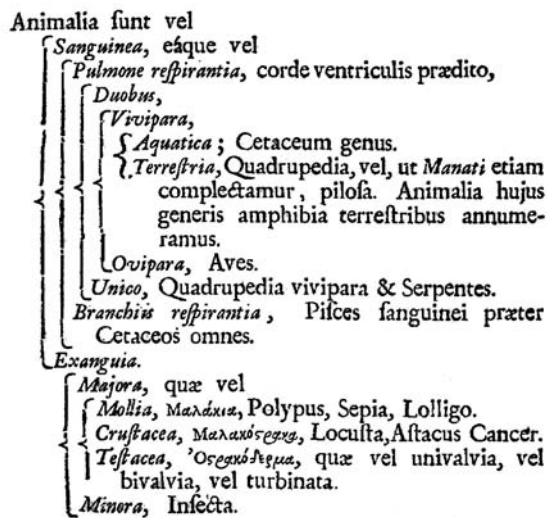 Animalia ſunt vel
Sanguinea, eáque vel
Pulmone reſpirantia, corde ventriculis prædito,
Duobus,
Vivipara,
Aquatica; Cetaceum genus.
Terreſtria, Quadrupedia, vel, ut Manati etiam
complectamur, piloſa. Animalia hujus
generis amphibia terreſtribus annume-
ramus.
Ovipara, Aves.
Unico, Quadrupedia vivipara & Serpentes.
Branchiis reſpirantia, Piſces ſanguinei præter
Cetaceos omnes.
Exanguia.
Majora, quæ vel
Mollia, Μαλάκια, Polypus, Sepia, Lolligo.
Cruſtacea, Μαλακόϛρακα, Locuſta, Aſtacus Cancer.
Teſtacea, Ὀϛρακόδερμα, quæ vel univalvia, vel
bivalvia, vel turbinata.
Minora, Inſecta.